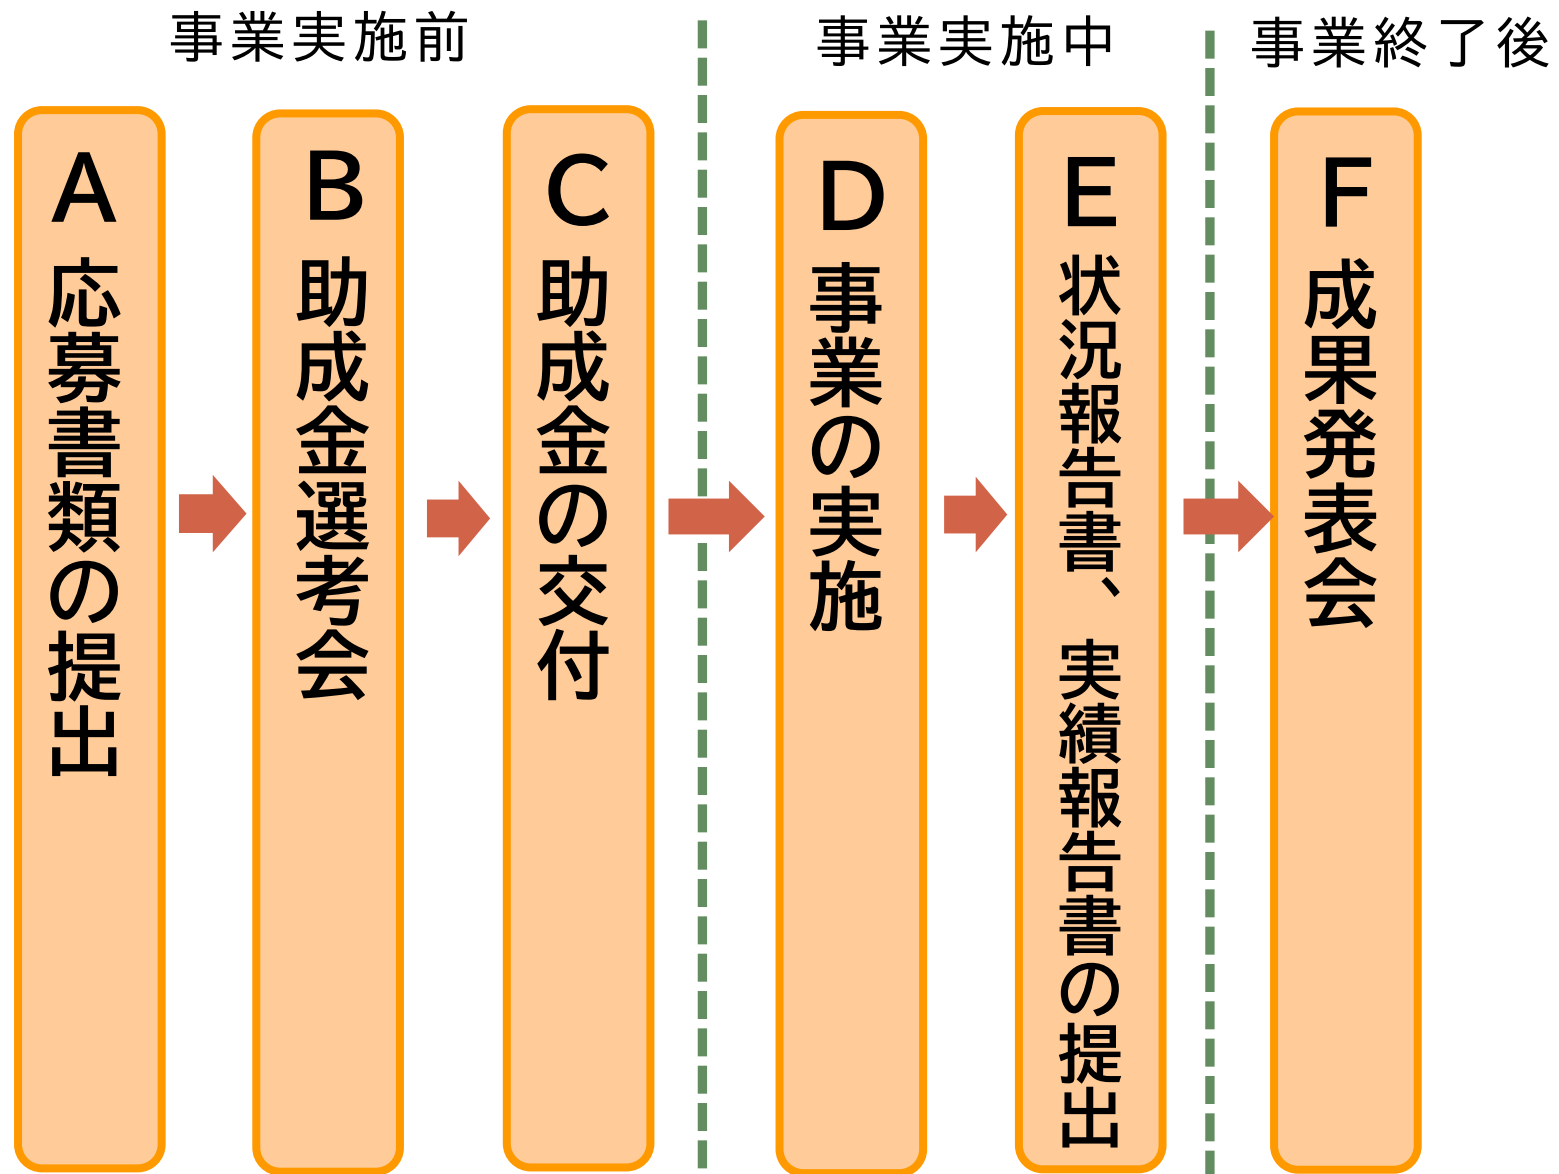 事業実施前
事業実施中
事業終了後
A 応募書類の提出
B 助成金選考会
C 助成金の交付
D 事業の実施
E 状況報告書、実績報告書の提出
F 成果発表会